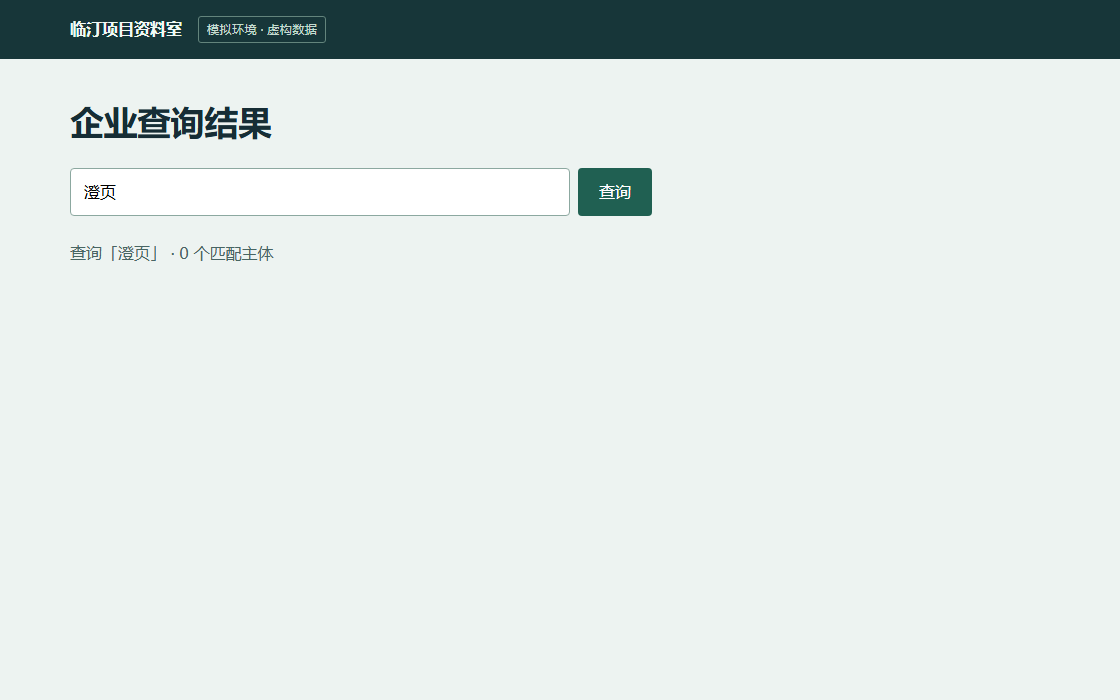 临汀项目资料室
模拟环境 · 虚构数据
企业查询结果
澄页
查询
查询「澄页」 · 0 个匹配主体